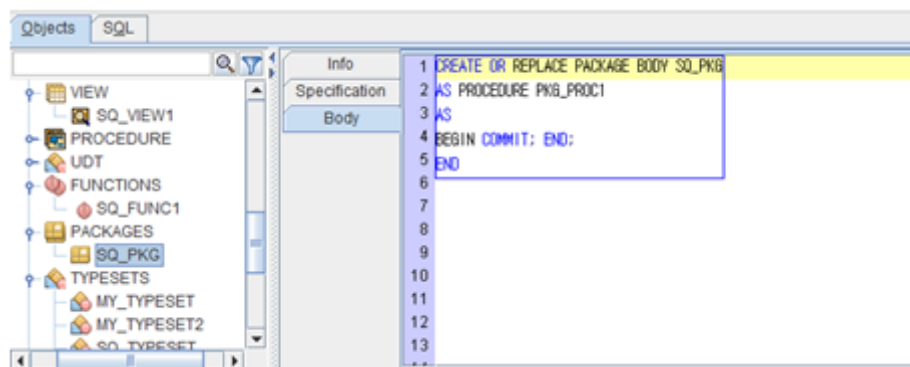 Objects SQL
VIEW
SQ_VIEW1
PROCEDURE
UDT
FUNCTIONS
SQ_FUNC1
PACKAGES
SQ_PKG
TYPESETS
MY_TYPESET
MY_TYPESET2
SQ_TYPESET
Info
Specification
Body
1 CREATE OR REPLACE PACKAGE BODY SQ_PKG
2 AS PROCEDURE PKG_PROC1
3 AS
4 BEGIN COMMIT; END;
5 END
6
7
8
9
10
11
12
13